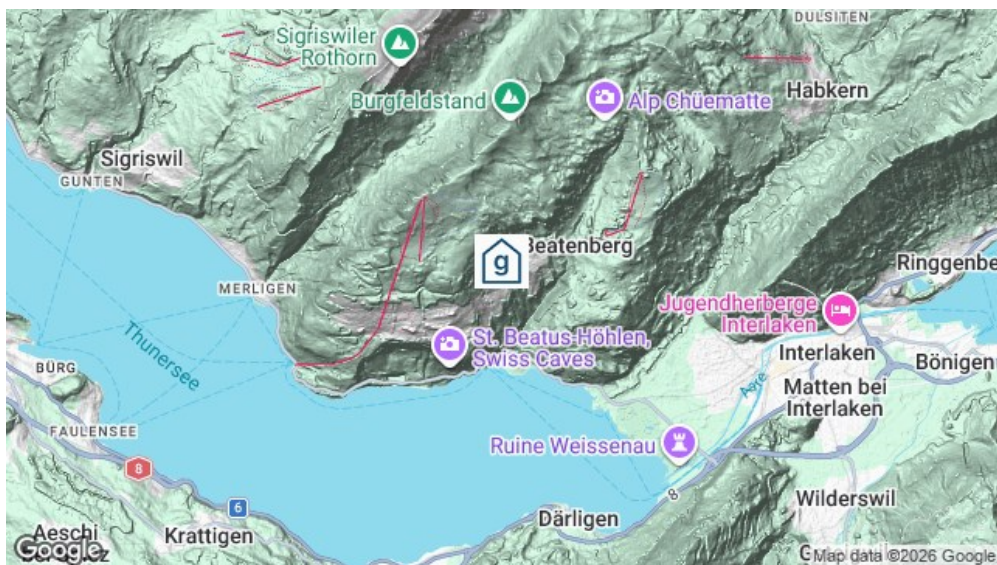 DULSITEN
Sigriswiler
Rothorn
Burgfeldstand
Alp Chüematte
Habkern
Sigriswil
GUNTEN
g
Beatenberg
Ringgenbe
MERLIGEN
Jugendherberge
Interlaken
Thunersee
St. Beatus-Höhlen,
Swiss Caves
Interlaken
Bönigen
BÜRG
Aare
Matten bei
Interlaken
FAULENSEE
Ruine Weissenau
8
8
6
Wilderswil
Krattigen
Därligen
Aeschi
Google
Map data ©2026 Google